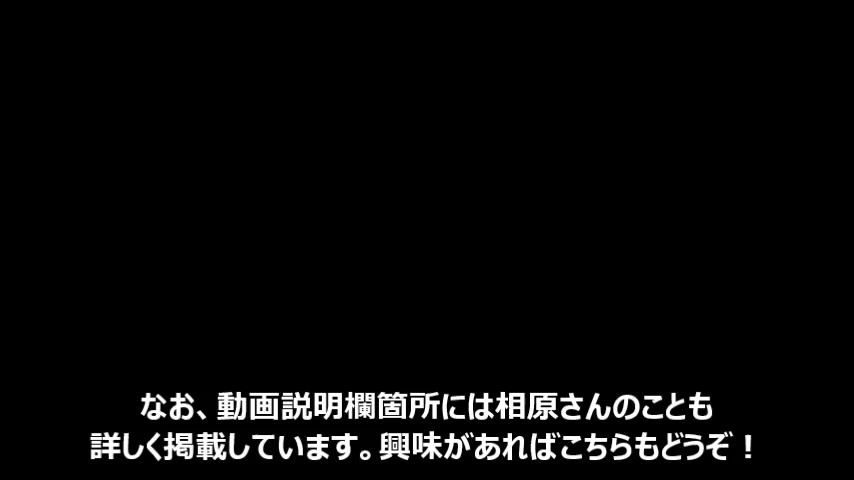 なお、動画説明欄箇所には相原さんのことも
詳しく掲載しています。興味があればこちらもどうぞ！